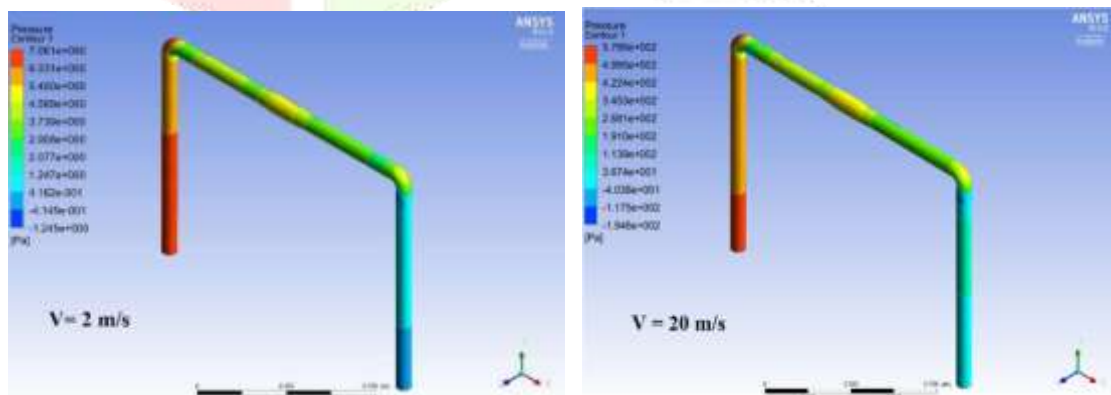 Pressure
Contour 1
7.061e+000
6.231e+000
5.400e+000
4.569e+000
3.739e+000
2.908e+000
2.077e+000
1.247e+000
4.162e-001
-4.145e-001
-1.245e+000
[Pa]
ANSYS
V= 2 m/s
0
Pressure
Contour 1
5.766e+002
4.995e+002
4.224e+002
3.453e+002
2.681e+002
1.910e+002
1.139e+002
3.674e+001
-4.038e+001
-1.175e+002
-1.946e+002
[Pa]
ANSYS
V = 20 m/s
0